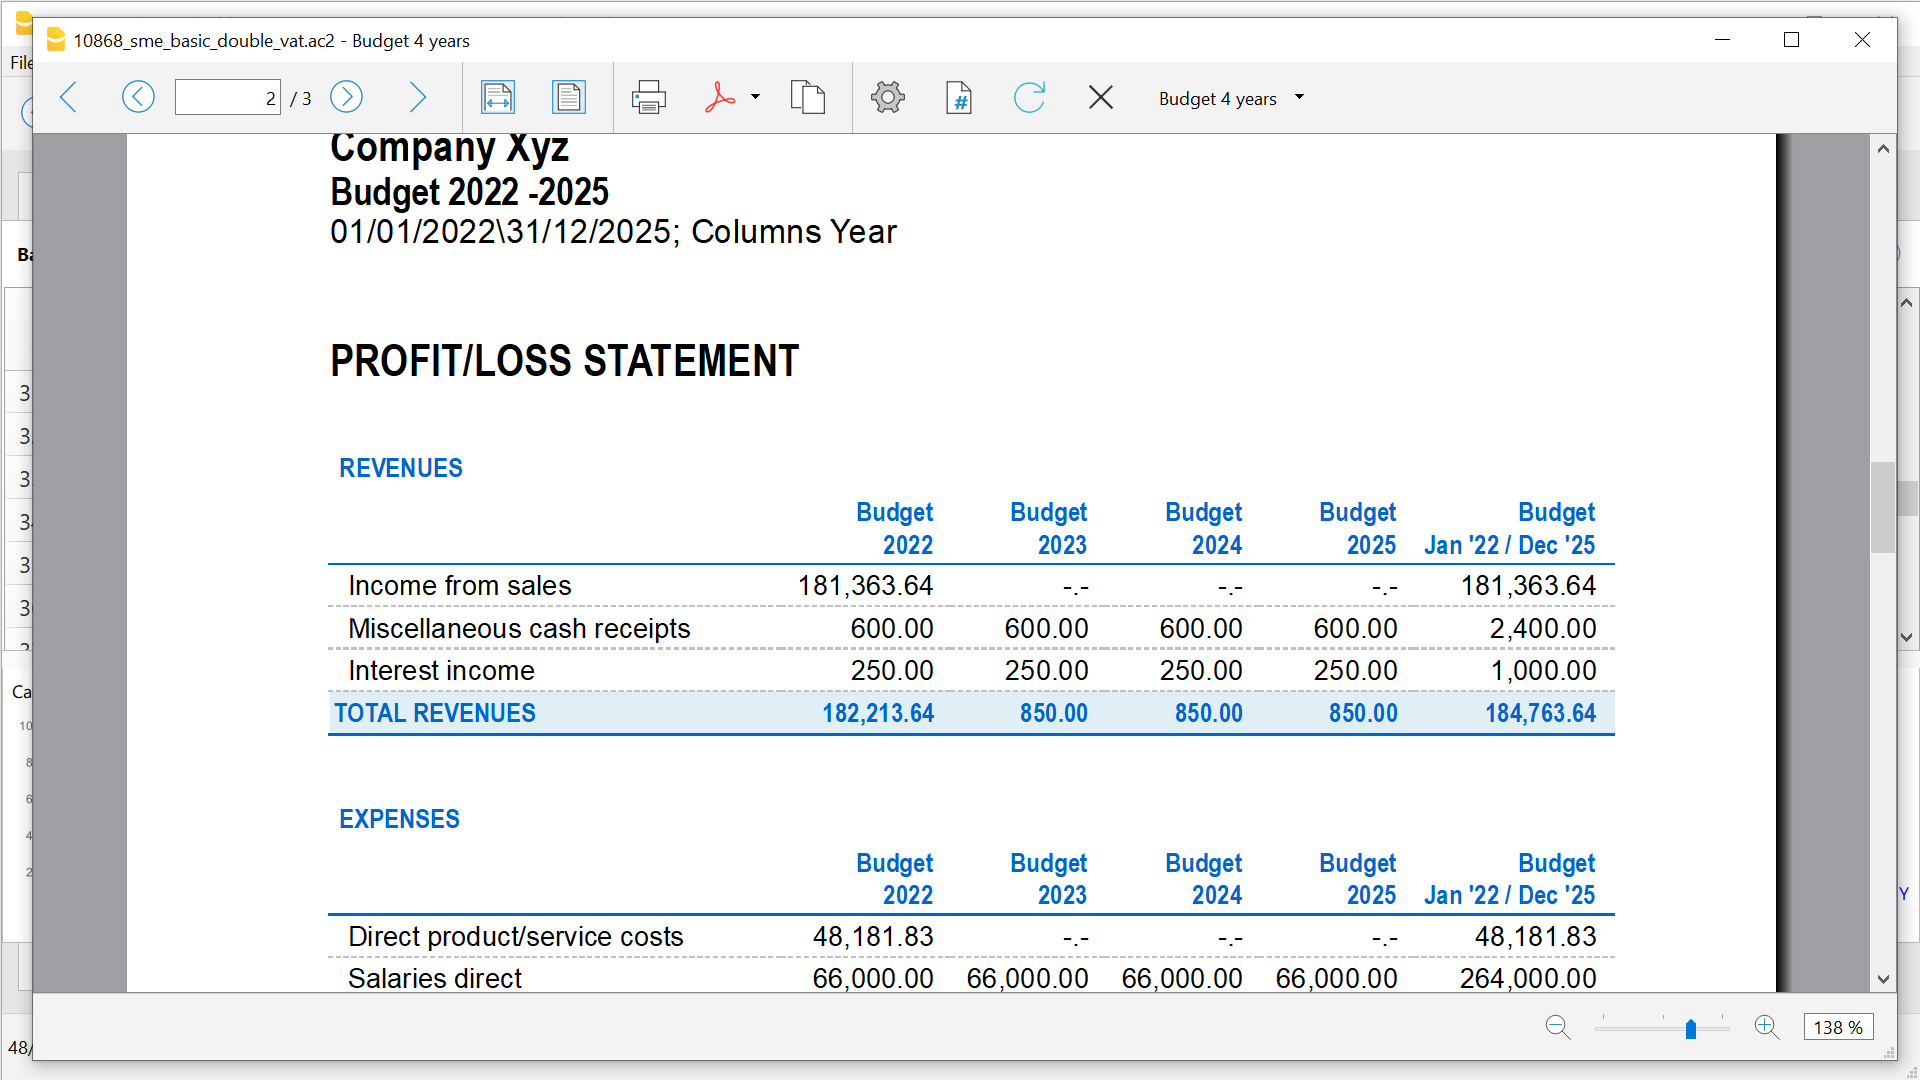 10868_sme_basic_double_vat.ac2 - Budget 4 years
File
2 / 3
Budget 4 years
Company Xyz
Budget 2022 -2025
01/01/2022\31/12/2025; Columns Year
PROFIT/LOSS STATEMENT
REVENUES
Budget Budget Budget Budget Budget
2022 2023 2024 2025 Jan '22 / Dec '25
Income from sales 181,363.64 -.- -.- -.- 181,363.64
Miscellaneous cash receipts 600.00 600.00 600.00 600.00 2,400.00
Interest income 250.00 250.00 250.00 250.00 1,000.00
TOTAL REVENUES 182,213.64 850.00 850.00 850.00 184,763.64
EXPENSES
Budget Budget Budget Budget Budget
2022 2023 2024 2025 Jan '22 / Dec '25
Direct product/service costs 48,181.83 -.- -.- -.- 48,181.83
Salaries direct 66,000.00 66,000.00 66,000.00 66,000.00 264,000.00
138 %